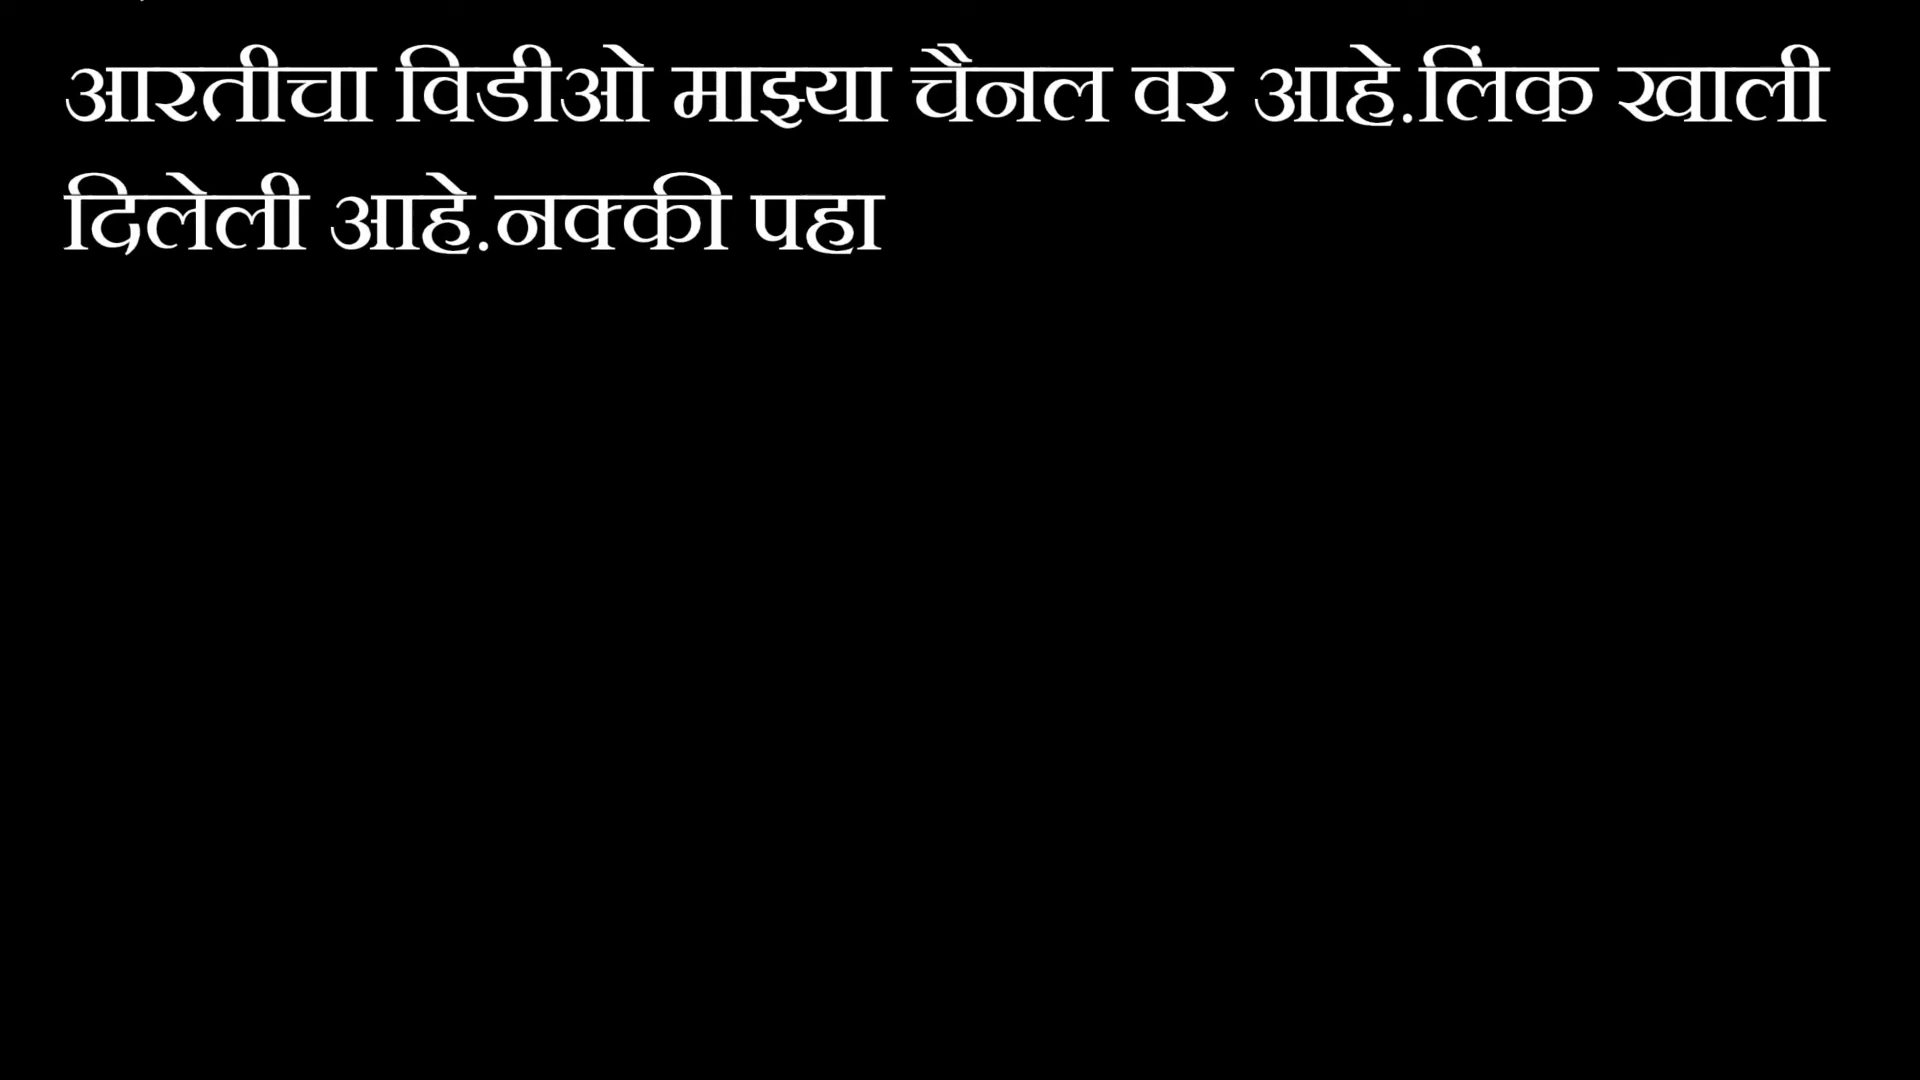 आरतीचा विडीओ माझ्या चैनल वर आहे.लिंक खाली
दिलेली आहे.नक्की पहा